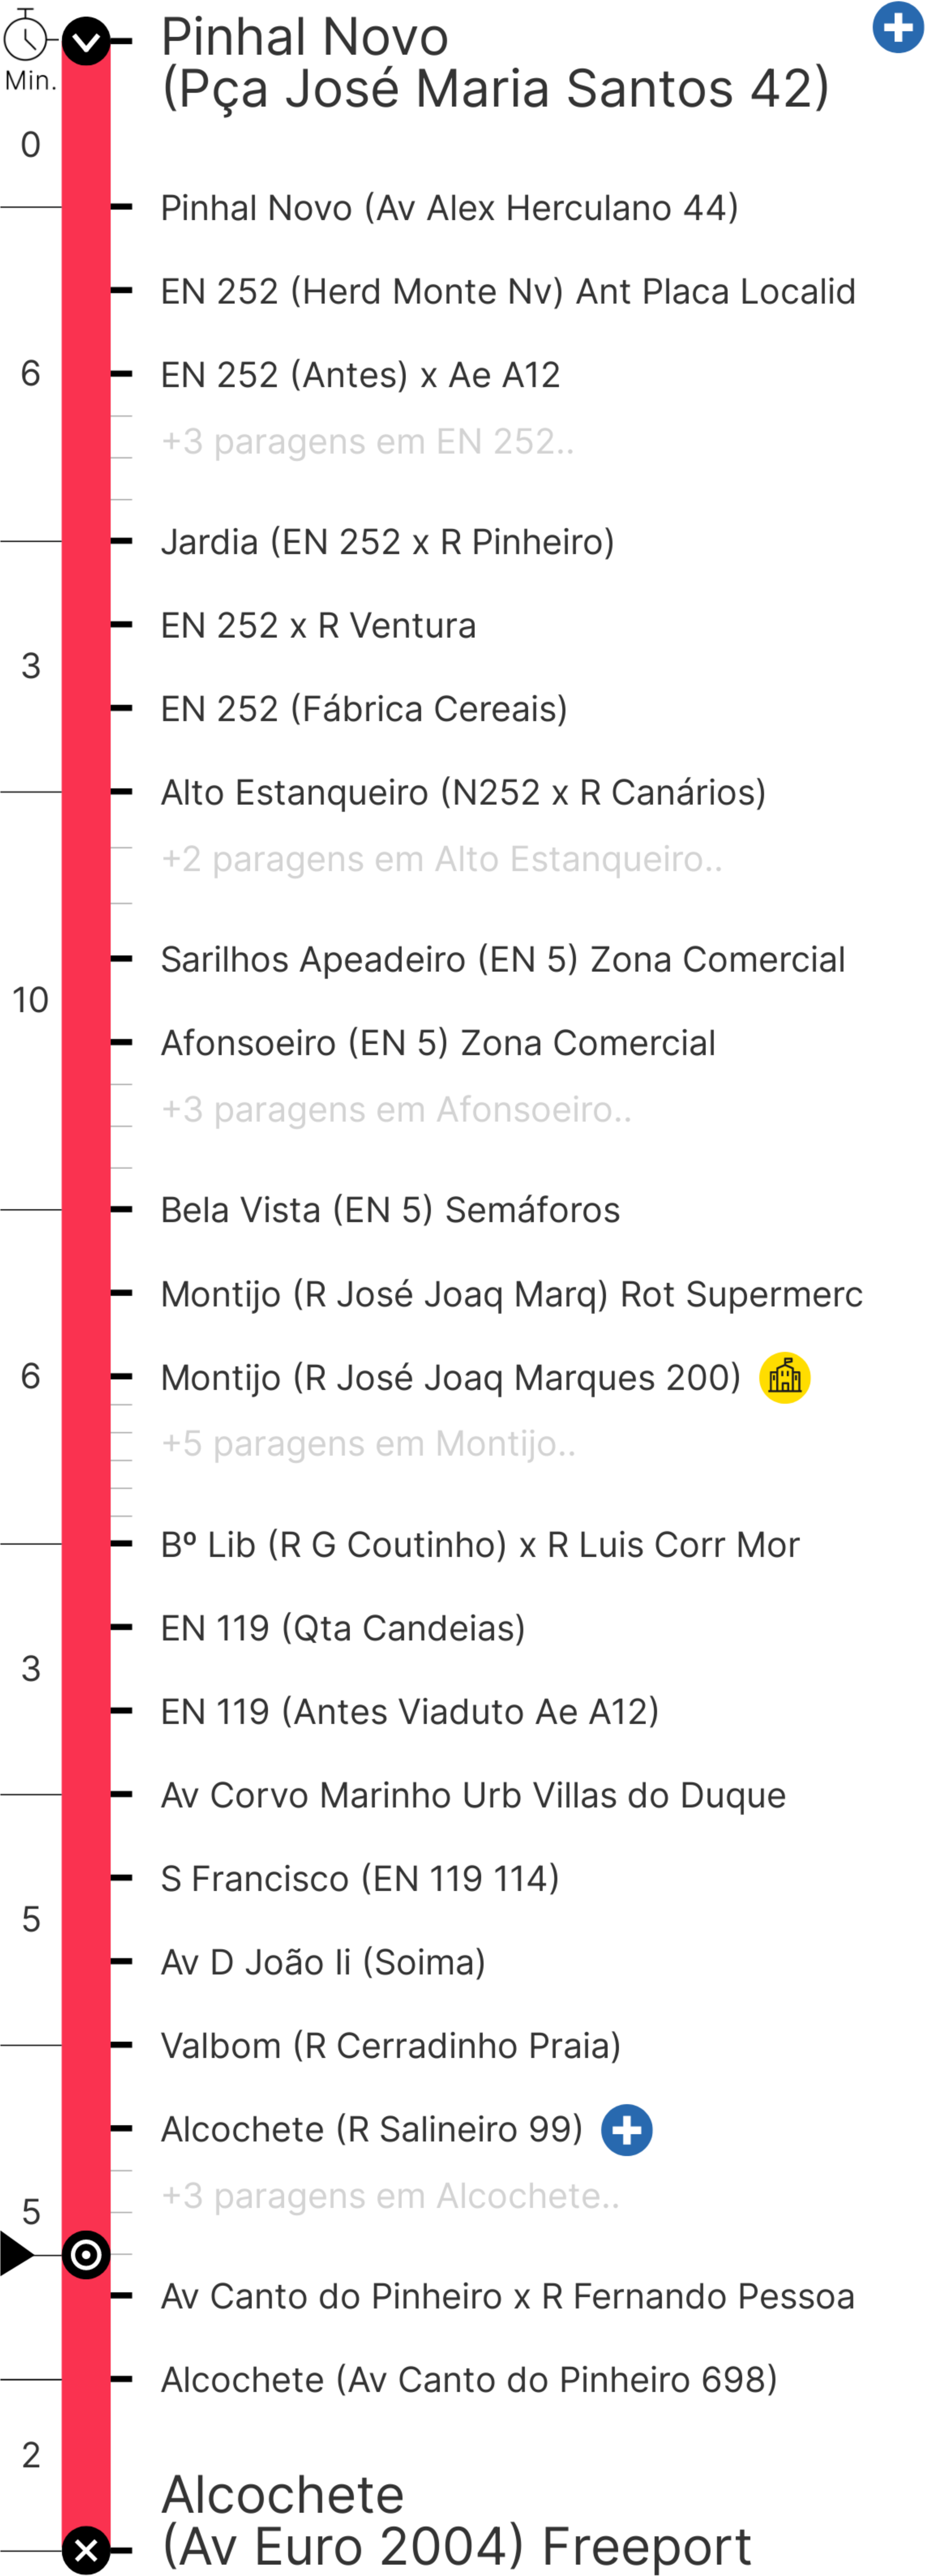 Pinhal Novo
(Pça José Maria Santos 42)
Min.
0
Pinhal Novo (Av Alex Herculano 44)
EN 252 (Herd Monte Nv) Ant Placa Localid
6
EN 252 (Antes) x Ae A12
+3 paragens em EN 252..
Jardia (EN 252 x R Pinheiro)
EN 252 x R Ventura
3
EN 252 (Fábrica Cereais)
Alto Estanqueiro (N252 x R Canários)
+2 paragens em Alto Estanqueiro..
Sarilhos Apeadeiro (EN 5) Zona Comercial
10
Afonsoeiro (EN 5) Zona Comercial
+3 paragens em Afonsoeiro..
Bela Vista (EN 5) Semáforos
Montijo (R José Joaq Marq) Rot Supermerc
6
Montijo (R José Joaq Marques 200)
+5 paragens em Montijo..
Bº Lib (R G Coutinho) x R Luis Corr Mor
EN 119 (Qta Candeias)
3
EN 119 (Antes Viaduto Ae A12)
Av Corvo Marinho Urb Villas do Duque
S Francisco (EN 119 114)
5
Av D João Ii (Soima)
Valbom (R Cerradinho Praia)
Alcochete (R Salineiro 99)
+3 paragens em Alcochete..
5
Av Canto do Pinheiro x R Fernando Pessoa
Alcochete (Av Canto do Pinheiro 698)
2
Alcochete
(Av Euro 2004) Freeport